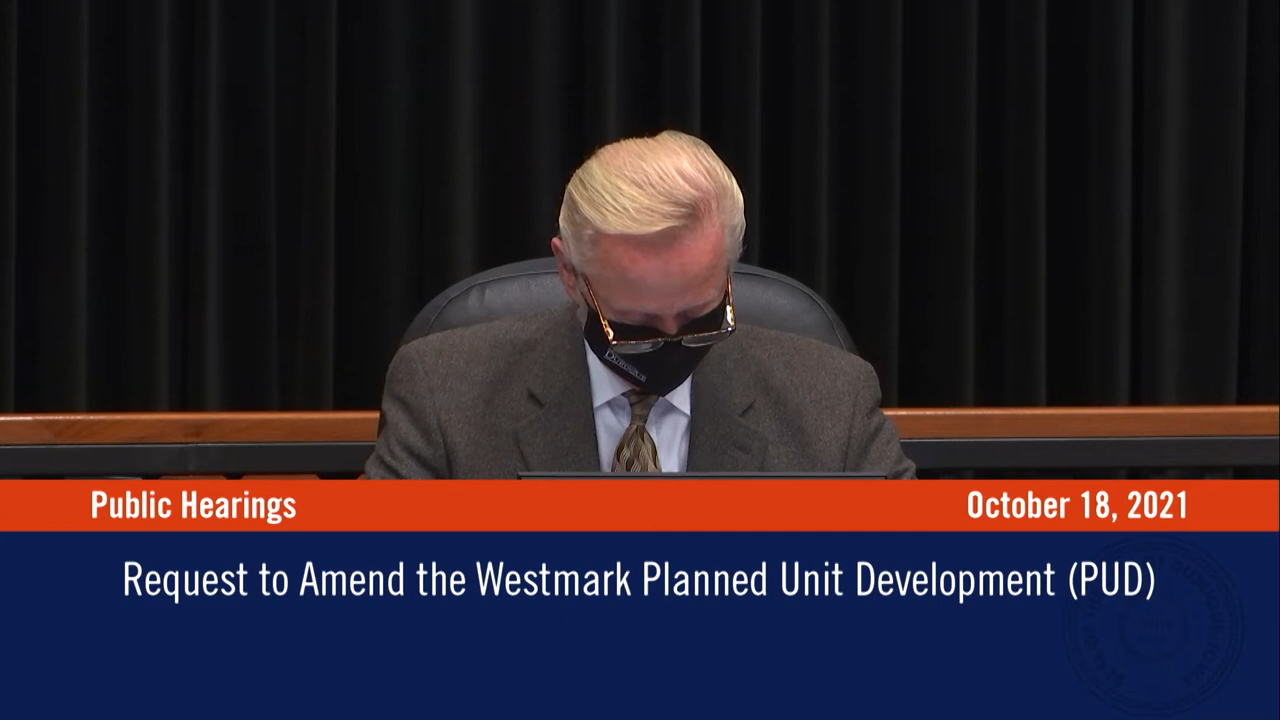 Public Hearings
October 18, 2021
Request to Amend the Westmark Planned Unit Development (PUD)